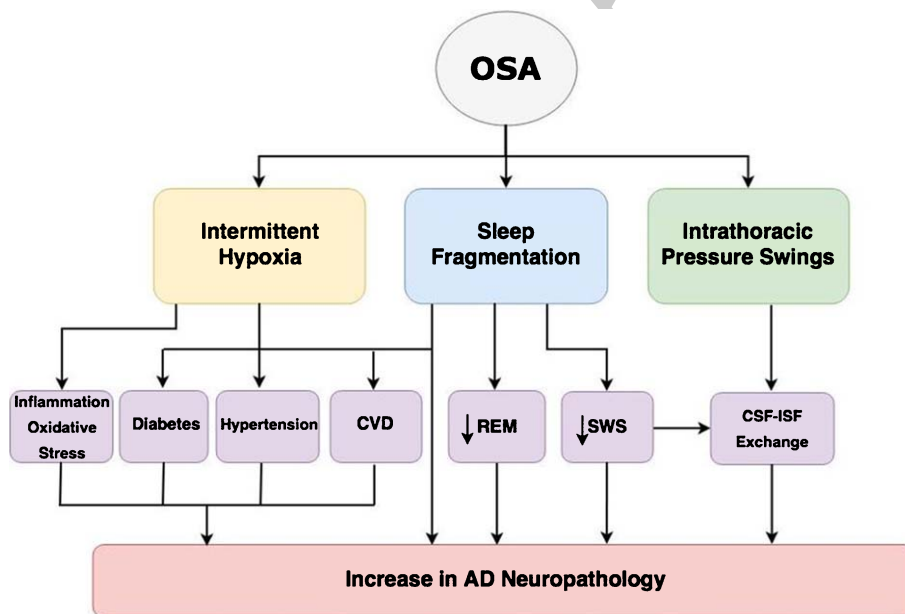 OSA
Intermittent
Hypoxia
Sleep
Fragmentation
Intrathoracic
Pressure Swings
Inflammation
Oxidative
Stress
Diabetes
Hypertension
CVD
↓REM
↓SWS
CSF-ISF
Exchange
Increase in AD Neuropathology